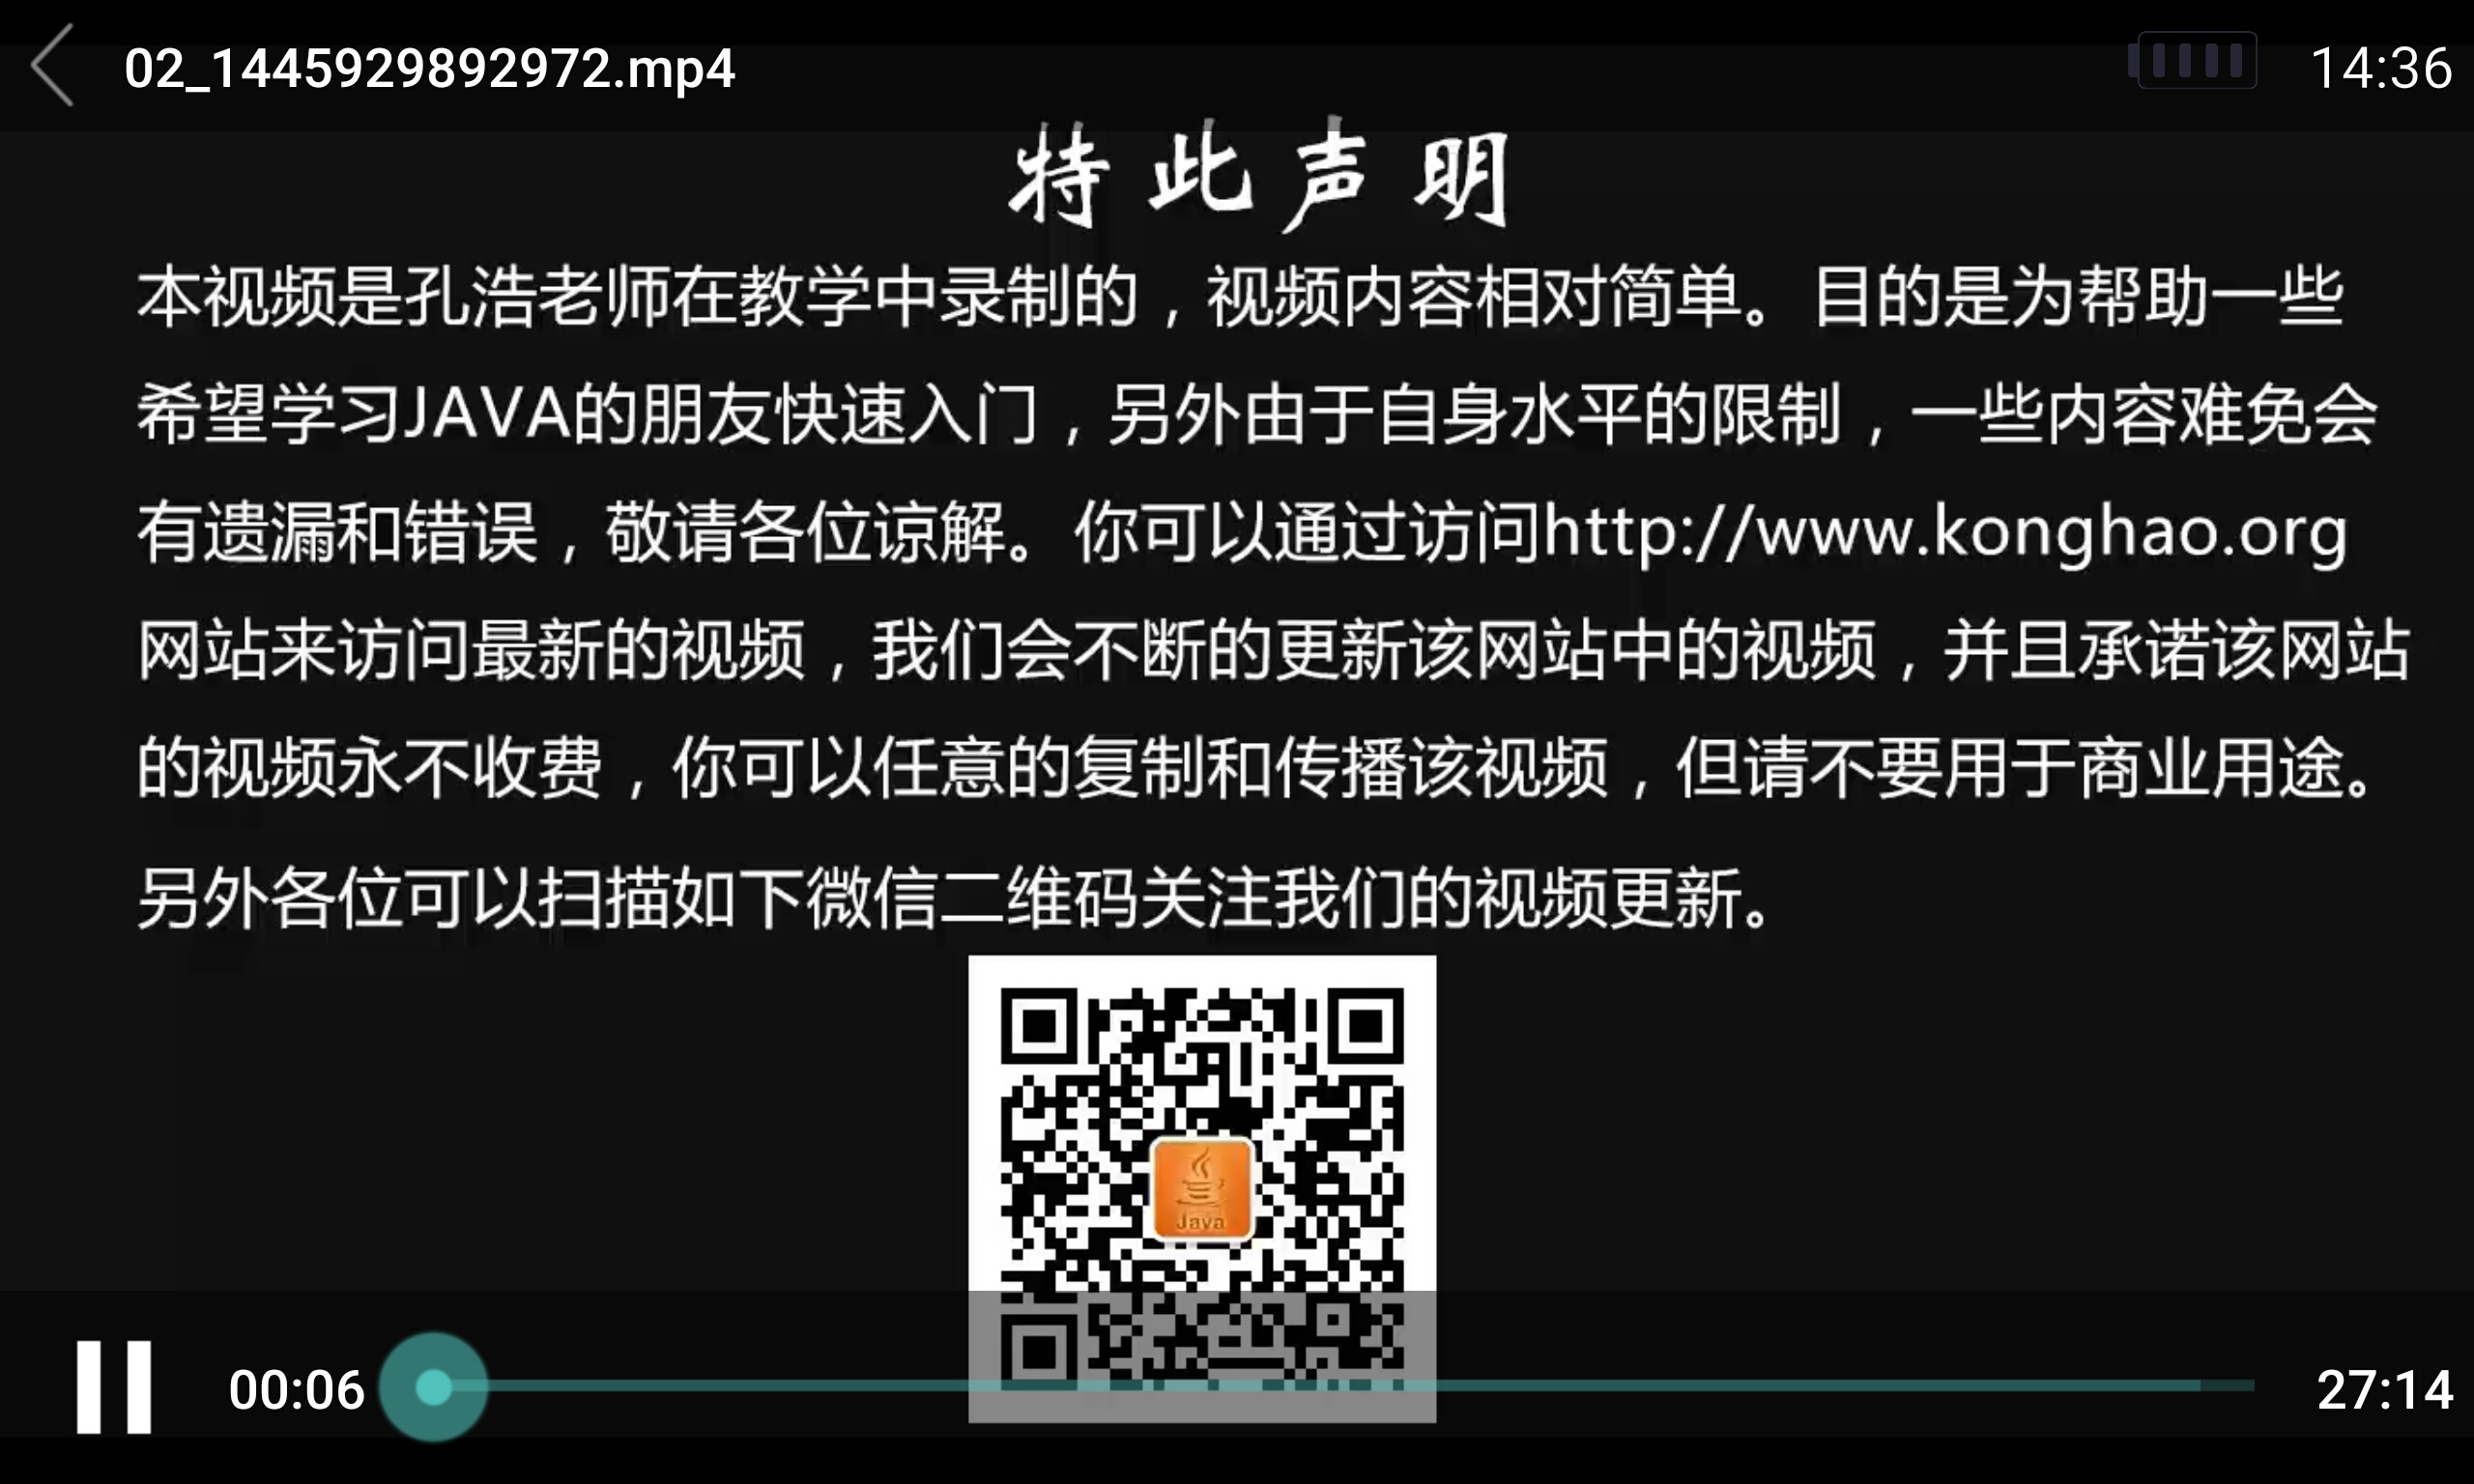 02_1445929892972.mp4
14:36
特此声明
本视频是孔浩老师在教学中录制的，视频内容相对简单。目的是为帮助一些
希望学习JAVA的朋友快速入门，另外由于自身水平的限制，一些内容难免会
有遗漏和错误，敬请各位谅解。你可以通过访问http://www.konghao.org
网站来访问最新的视频，我们会不断的更新该网站中的视频，并且承诺该网站
的视频永不收费，你可以任意的复制和传播该视频，但请不要用于商业用途。
另外各位可以扫描如下微信二维码关注我们的视频更新。
Java
00:06
27:14